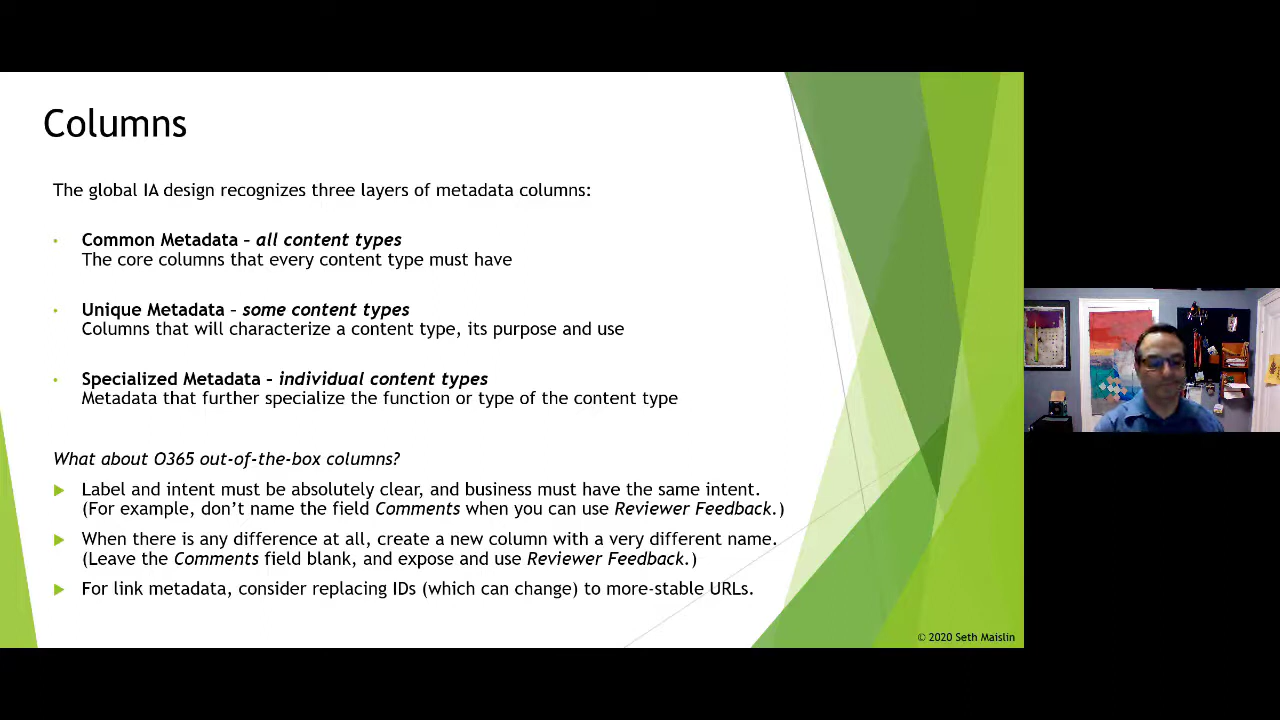 Columns
The global IA design recognizes three layers of metadata columns:
• Common Metadata – all content types
The core columns that every content type must have
• Unique Metadata – some content types
Columns that will characterize a content type, its purpose and use
• Specialized Metadata – individual content types
Metadata that further specialize the function or type of the content type
What about O365 out-of-the-box columns?
Label and intent must be absolutely clear, and business must have the same intent.
(For example, don’t name the field Comments when you can use Reviewer Feedback.)
When there is any difference at all, create a new column with a very different name.
(Leave the Comments field blank, and expose and use Reviewer Feedback.)
For link metadata, consider replacing IDs (which can change) to more-stable URLs.
© 2020 Seth Maislin